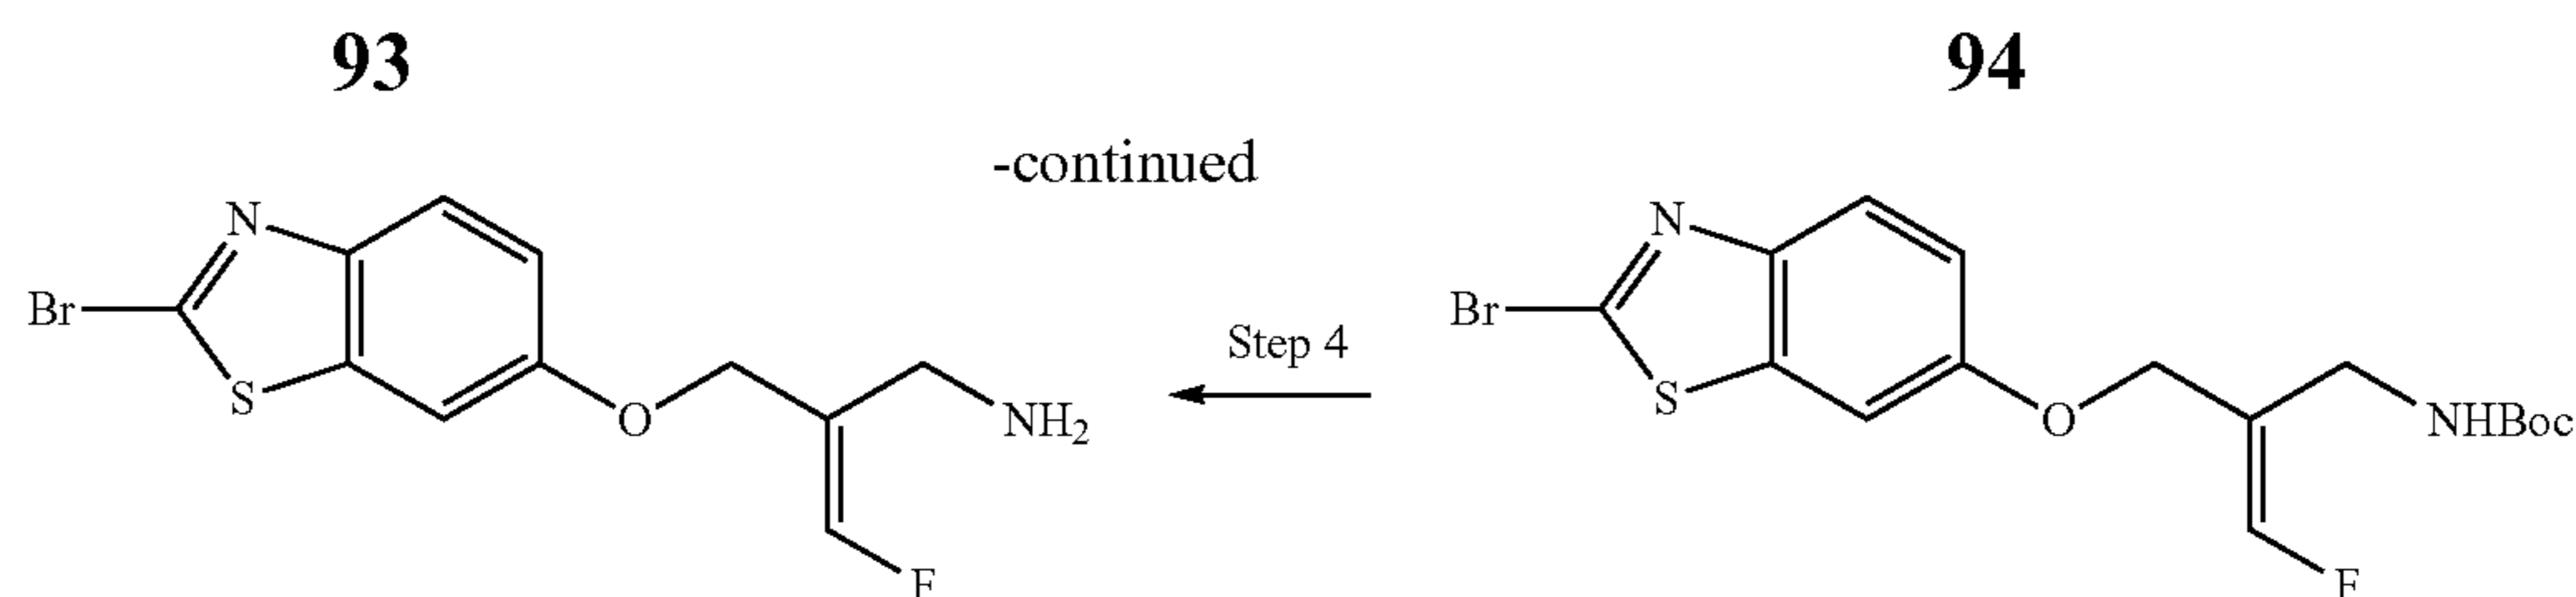 93 94
-continued
N N
Br Br
Step 4
S S
O NH2 O NHBoc
F F